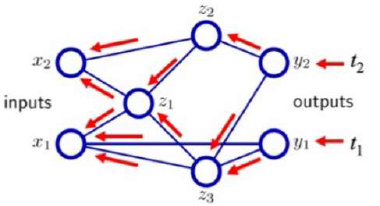 z₂
x₂ y₂ t₂
inputs z₁ outputs
x₁ y₁ t₁
z₃